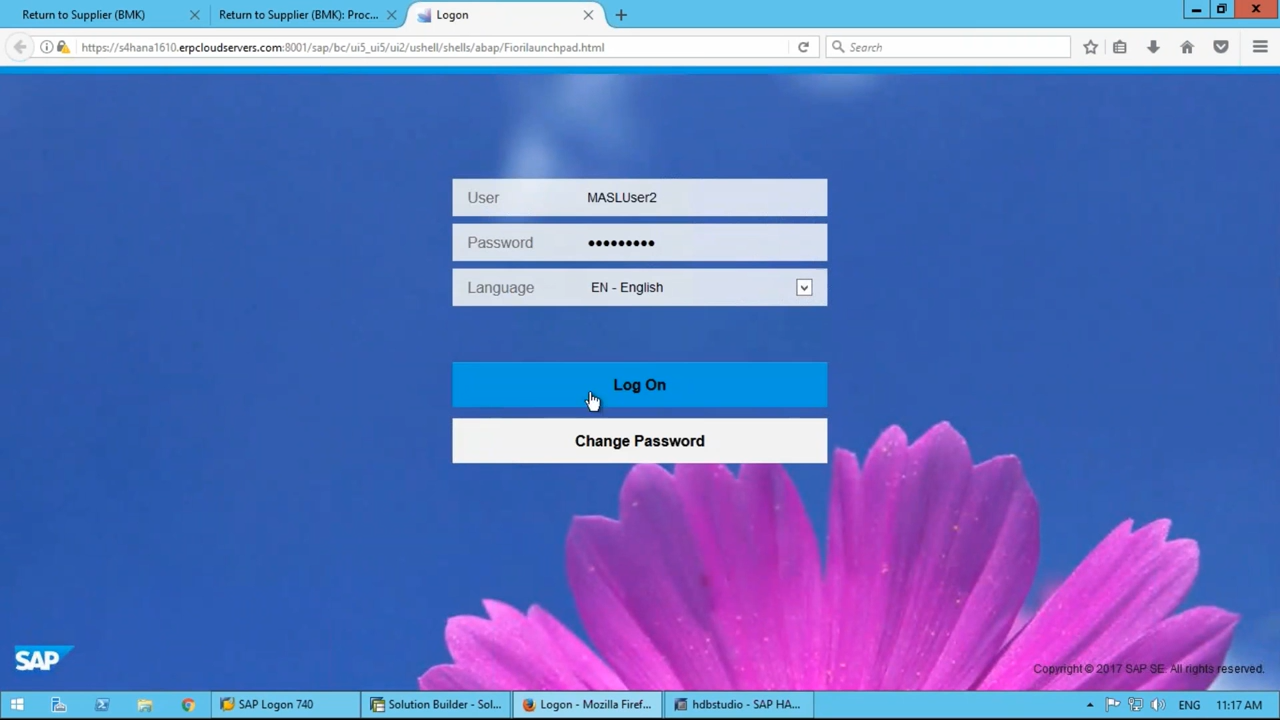 Return to Supplier (BMK)
Return to Supplier (BMK): Proc...
Logon
https://s4hana1610.erpcloudservers.com:8001/sap/bc/ui5_ui5/ui2/ushell/shells/abap/Fiorilaunchpad.html
Search
User MASLUser2
Password •••••••••
Language EN - English
Log On
Change Password
SAP
Copyright © 2017 SAP SE. All rights reserved.
SAP Logon 740
Solution Builder - Sol...
Logon - Mozilla Firef...
hdbstudio - SAP HA...
ENG
11:17 AM